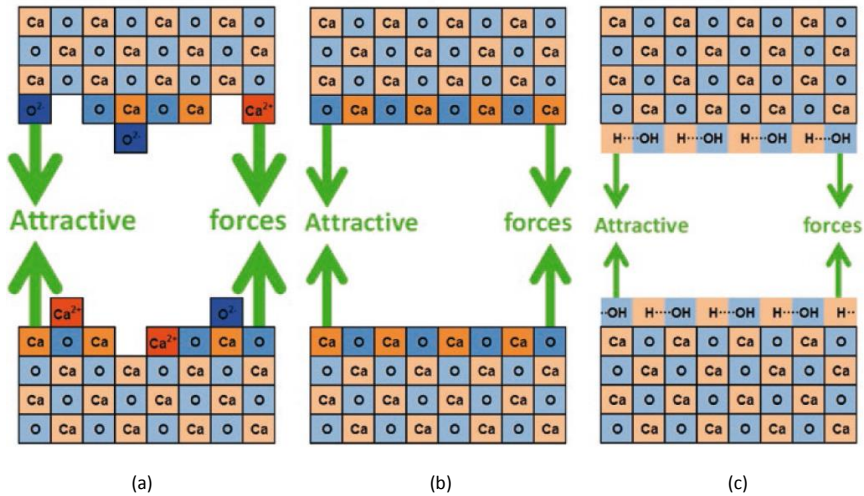 Ca O Ca O Ca O Ca O
O Ca O Ca O Ca O Ca
Ca O Ca O Ca O Ca O
O²⁻ O Ca O Ca Ca²⁺
O²⁻
Attractive forces
Ca²⁺ O²⁻
Ca O Ca Ca²⁺ O Ca O
O Ca O Ca O Ca O Ca
Ca O Ca O Ca O Ca O
O Ca O Ca O Ca O Ca
(a)
Ca O Ca O Ca O Ca O
O Ca O Ca O Ca O Ca
Ca O Ca O Ca O Ca O
O Ca O Ca O Ca O Ca
Attractive forces
Ca O Ca O Ca O Ca O
O Ca O Ca O Ca O Ca
Ca O Ca O Ca O Ca O
O Ca O Ca O Ca O Ca
(b)
Ca O Ca O Ca O Ca O
O Ca O Ca O Ca O Ca
Ca O Ca O Ca O Ca O
O Ca O Ca O Ca O Ca
H····OH H····OH H····OH H····OH
Attractive forces
··OH H····OH H····OH H····OH H··
Ca O Ca O Ca O Ca O
O Ca O Ca O Ca O Ca
Ca O Ca O Ca O Ca O
O Ca O Ca O Ca O Ca
(c)